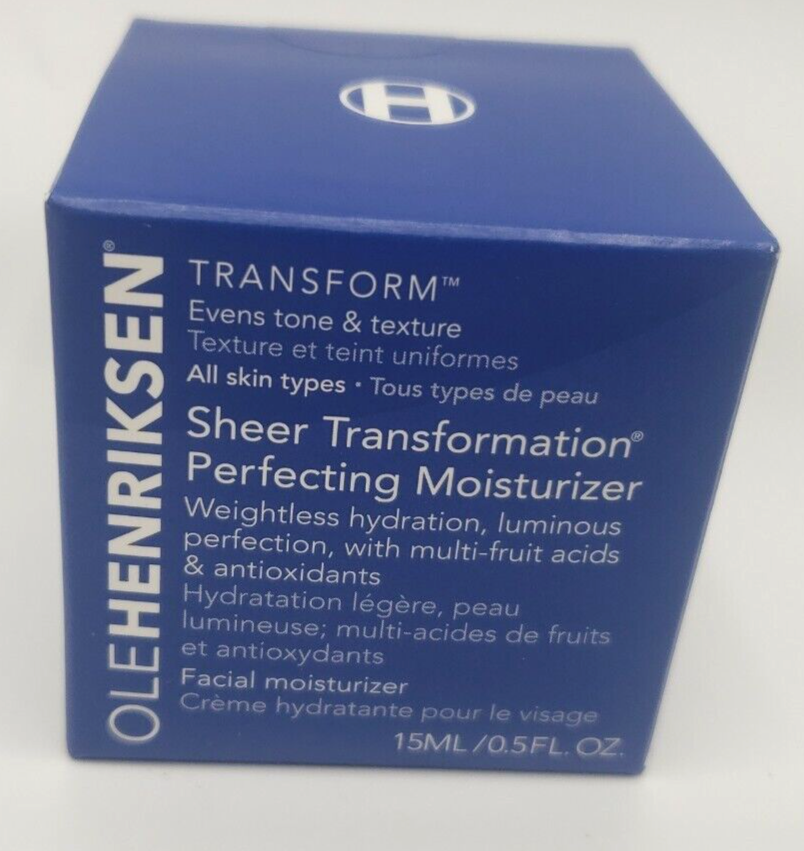 H
OLEHENRIKSEN®
TRANSFORM™
Evens tone & texture
Texture et teint uniformes
All skin types • Tous types de peau
Sheer Transformation®
Perfecting Moisturizer
Weightless hydration, luminous
perfection, with multi-fruit acids
& antioxidants
Hydratation légère, peau
lumineuse; multi-acides de fruits
et antioxydants
Facial moisturizer
Crème hydratante pour le visage
15ML/0.5FL. OZ.